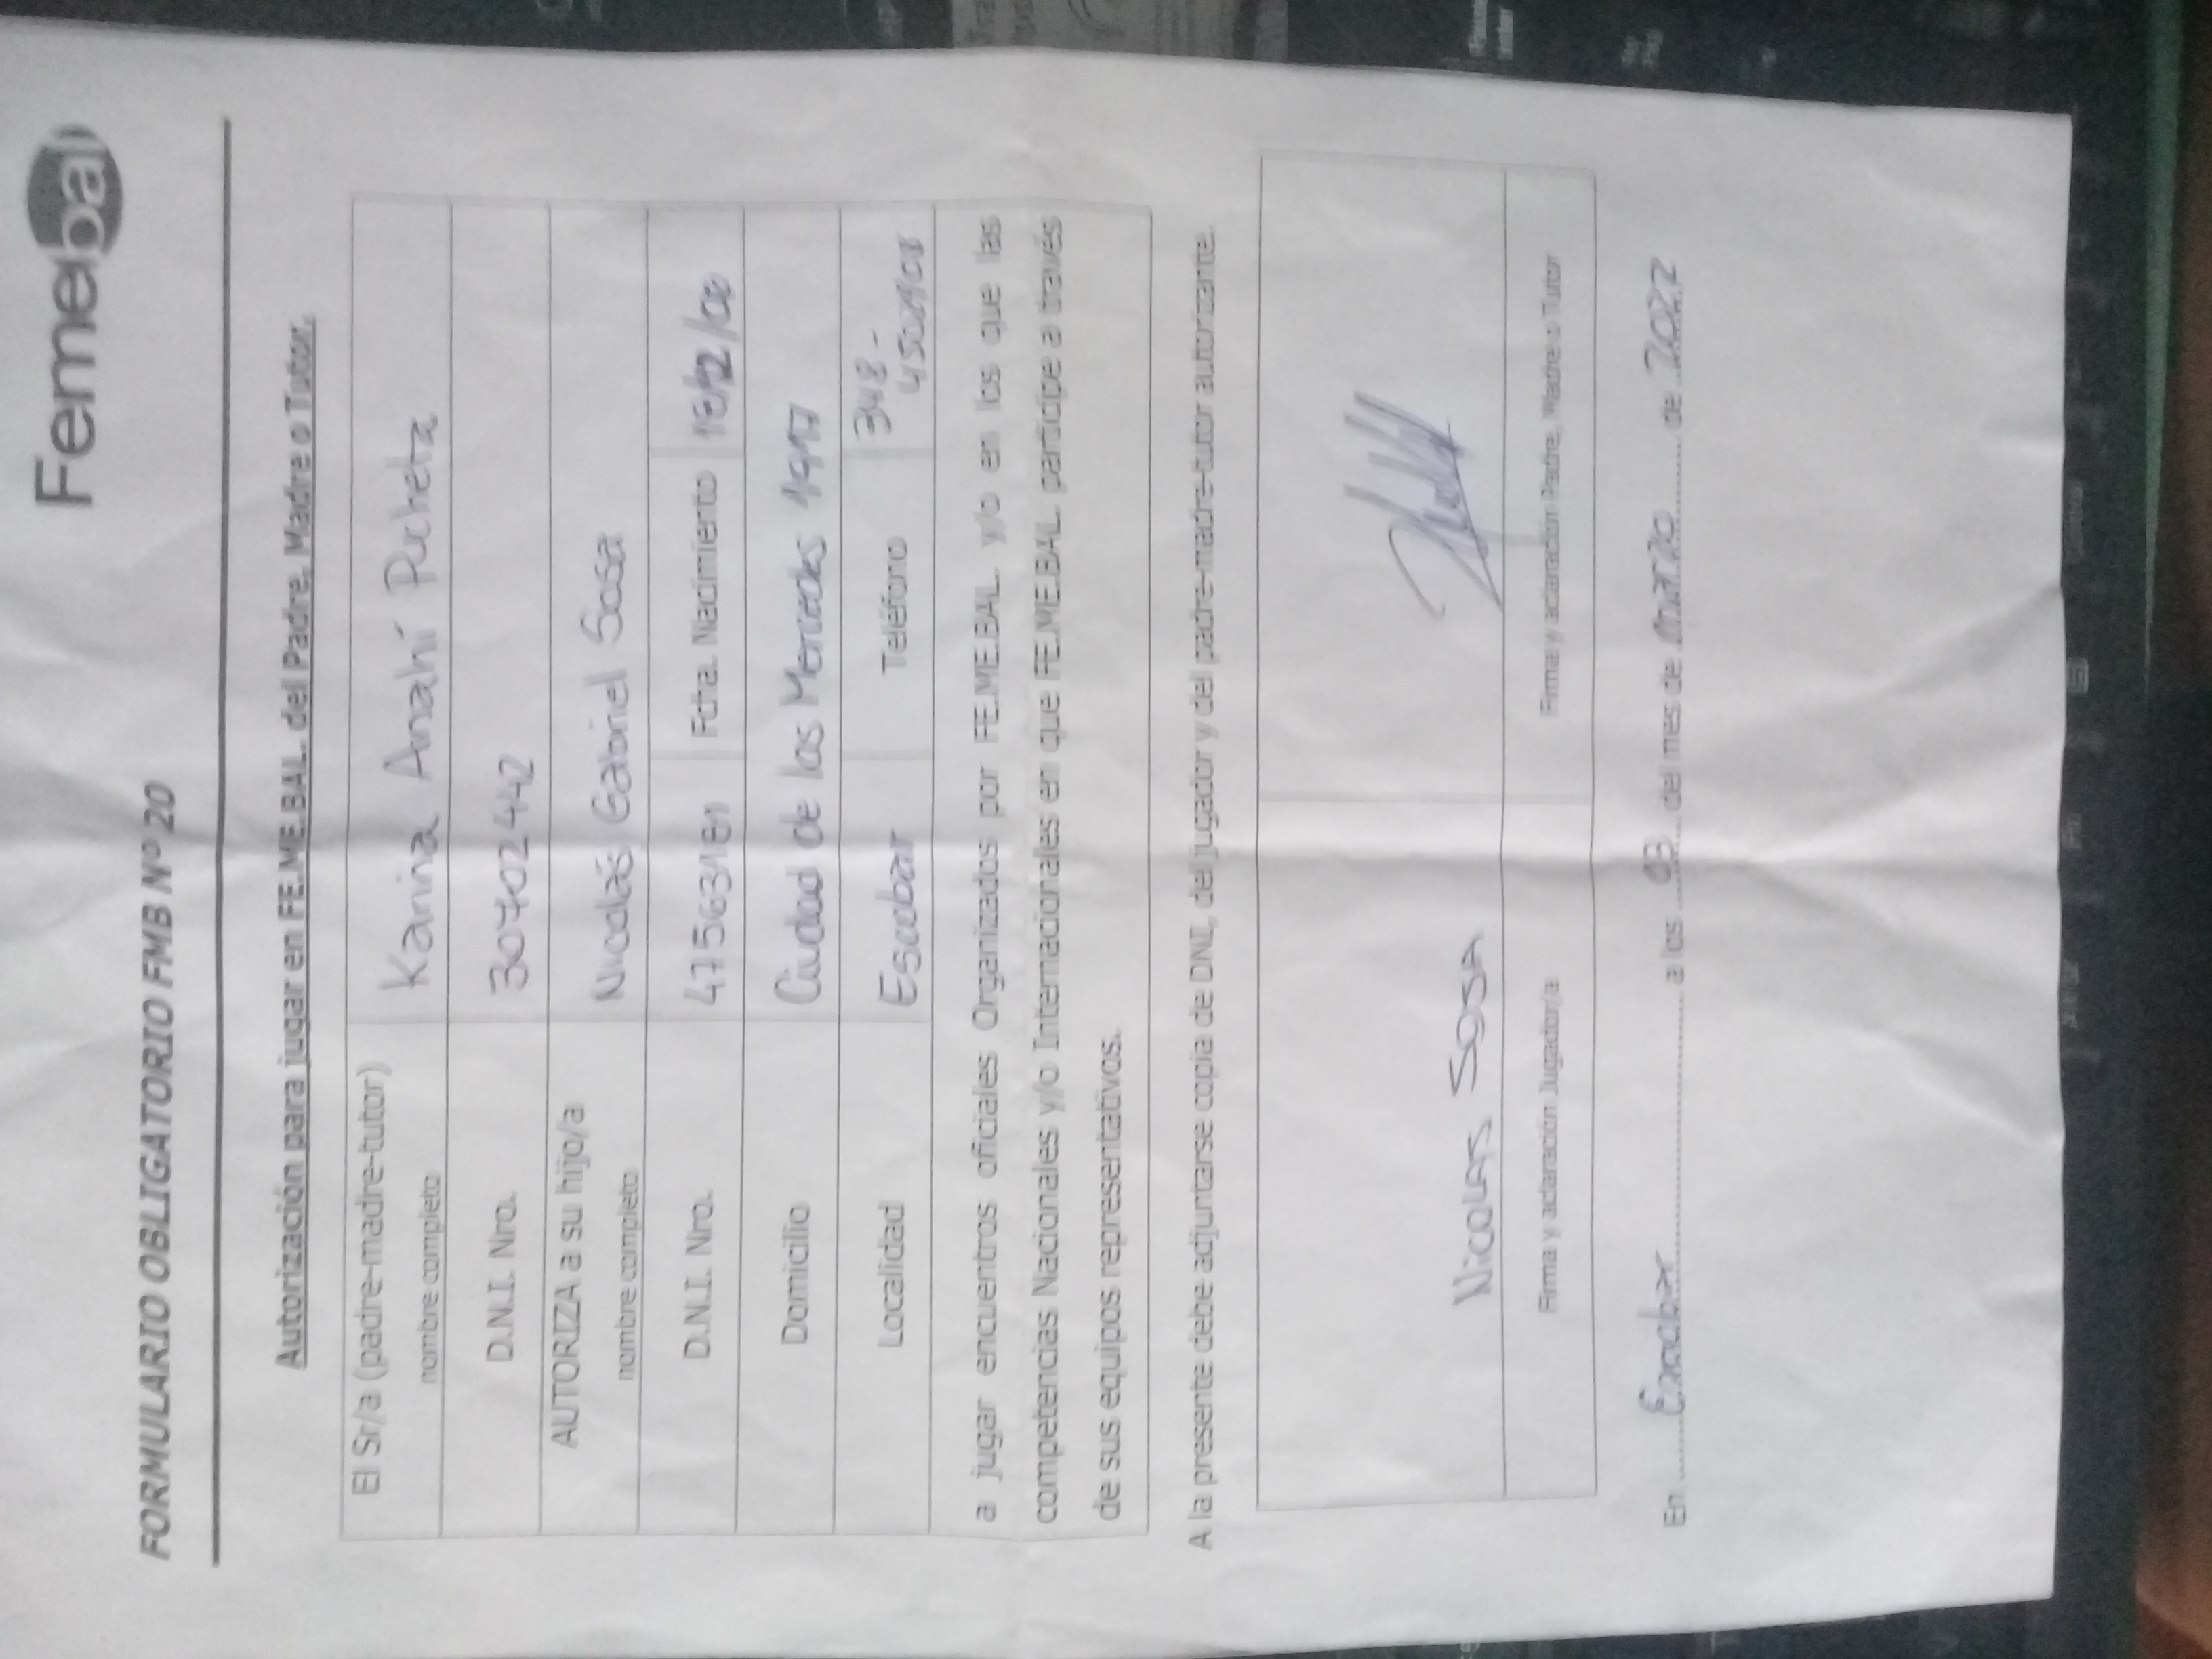 Femebal
FORMULARIO OBLIGATORIO FMB Nº 20
Autorización para jugar en FE.ME.BAL. del Padre, Madre o Tutor.
El Sr/a (padre-madre-tutor) nombre completo Karina Anahí Pucheta
D.N.I. Nro. 30702442
AUTORIZA a su hijo/a nombre completo Nicolás Gabriel Sosa
D.N.I. Nro. 47563181 Fcha. Nacimiento
Domicilio Ciudad de las Mercedes 1917
Localidad Escobar Teléfono 348-
a jugar encuentros oficiales Organizados por FE.ME.BAL. y/o en los que las
competencias Nacionales y/o Internacionales en que FE.ME.BAL. participe a través
de sus equipos representativos.
A la presente debe adjuntarse copia de DNI, del jugador y del padre-madre-tutor autorizante.
NICOLAS SOSA
Firma y aclaración Jugador/a Firma y aclaración Padre, Madre o Tutor
En Escobar a los 03 del mes de marzo de 2022